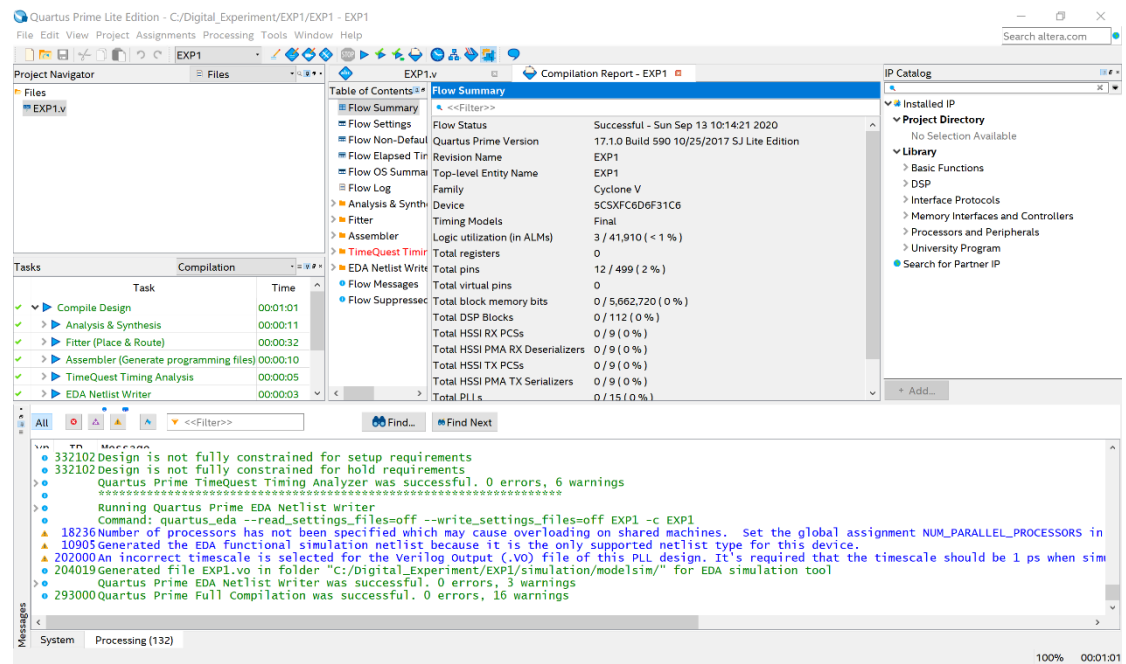 Quartus Prime Lite Edition - C:/Digital_Experiment/EXP1/EXP1 - EXP1
File Edit View Project Assignments Processing Tools Window Help
Search altera.com
EXP1
Project Navigator
Files
Files
EXP1.v
EXP1.v
Compilation Report - EXP1
Table of Contents
Flow Summary
Flow Settings
Flow Non-Defaul
Flow Elapsed Tin
Flow OS Summar
Flow Log
Analysis & Synth
Fitter
Assembler
TimeQuest Timin
EDA Netlist Write
Flow Messages
Flow Suppressed
Flow Summary
<<Filter>>
Flow Status Successful - Sun Sep 13 10:14:21 2020
Quartus Prime Version 17.1.0 Build 590 10/25/2017 SJ Lite Edition
Revision Name EXP1
Top-level Entity Name EXP1
Family Cyclone V
Device 5CSXFC6D6F31C6
Timing Models Final
Logic utilization (in ALMs) 3 / 41,910 ( < 1 % )
Total registers 0
Total pins 12 / 499 ( 2 % )
Total virtual pins 0
Total block memory bits 0 / 5,662,720 ( 0 % )
Total DSP Blocks 0 / 112 ( 0 % )
Total HSSI RX PCSs 0 / 9 ( 0 % )
Total HSSI PMA RX Deserializers 0 / 9 ( 0 % )
Total HSSI TX PCSs 0 / 9 ( 0 % )
Total HSSI PMA TX Serializers 0 / 9 ( 0 % )
Total PLLs 0 / 15 ( 0 % )
IP Catalog
Installed IP
Project Directory
No Selection Available
Library
Basic Functions
DSP
Interface Protocols
Memory Interfaces and Controllers
Processors and Peripherals
University Program
Search for Partner IP
+ Add...
Tasks Compilation
Task Time
Compile Design 00:01:01
Analysis & Synthesis 00:00:11
Fitter (Place & Route) 00:00:32
Assembler (Generate programming files) 00:00:10
TimeQuest Timing Analysis 00:00:05
EDA Netlist Writer 00:00:03
All
<<Filter>>
Find...
Find Next
ID Message
332102 Design is not fully constrained for setup requirements
332102 Design is not fully constrained for hold requirements
Quartus Prime TimeQuest Timing Analyzer was successful. 0 errors, 6 warnings
*******************************************************************
Running Quartus Prime EDA Netlist Writer
Command: quartus_eda --read_settings_files=off --write_settings_files=off EXP1 -c EXP1
18236 Number of processors has not been specified which may cause overloading on shared machines.  Set the global assignment NUM_PARALLEL_PROCESSORS in
10905 Generated the EDA functional simulation netlist because it is the only supported netlist type for this device.
202000 An incorrect timescale is selected for the Verilog Output (.VO) file of this PLL design. It's required that the timescale should be 1 ps when simu
204019 Generated file EXP1.vo in folder "C:/Digital_Experiment/EXP1/simulation/modelsim/" for EDA simulation tool
Quartus Prime EDA Netlist Writer was successful. 0 errors, 3 warnings
293000 Quartus Prime Full Compilation was successful. 0 errors, 16 warnings
Messages
System Processing (132)
100% 00:01:01